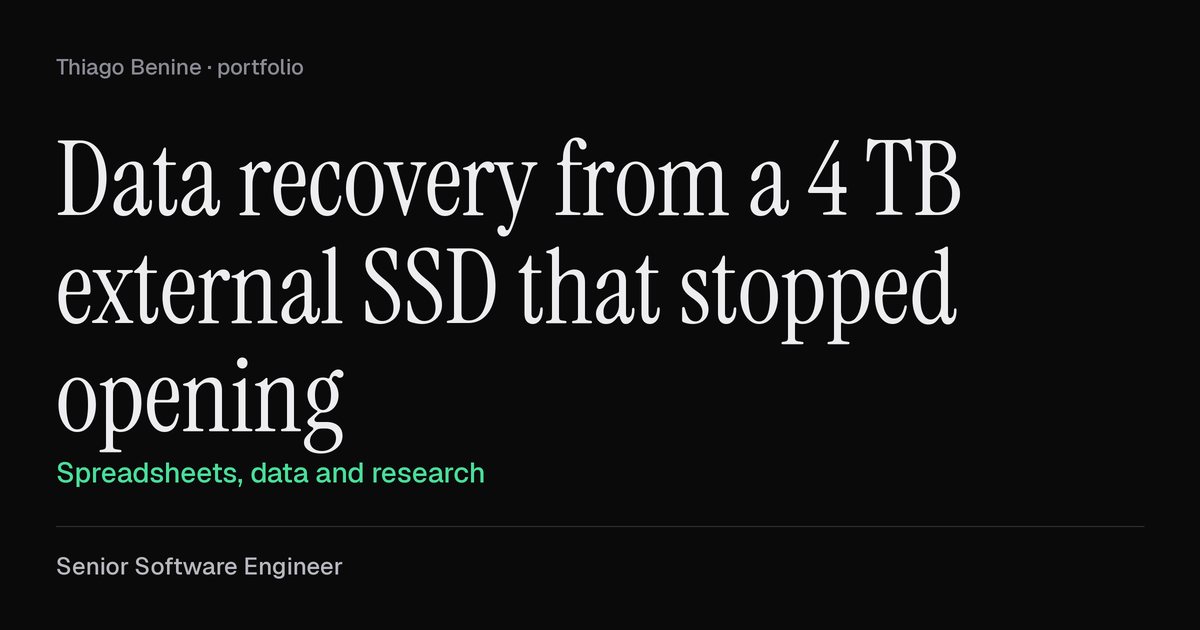 Thiago Benine · portfolio
Data recovery from a 4 TB
external SSD that stopped
opening
Spreadsheets, data and research
Senior Software Engineer